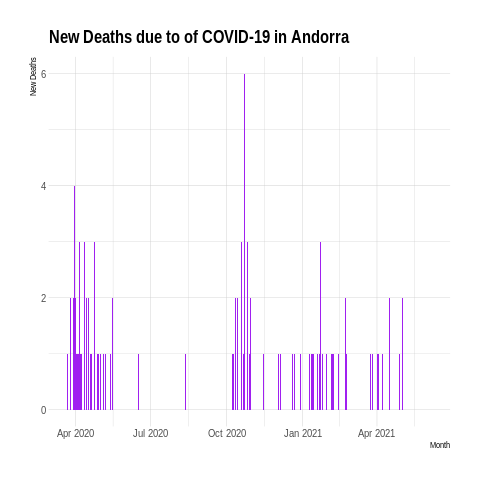 New Deaths due to of COVID-19 in Andorra
New Deaths
6
4
2
0
Apr 2020 Jul 2020 Oct 2020 Jan 2021 Apr 2021
Month